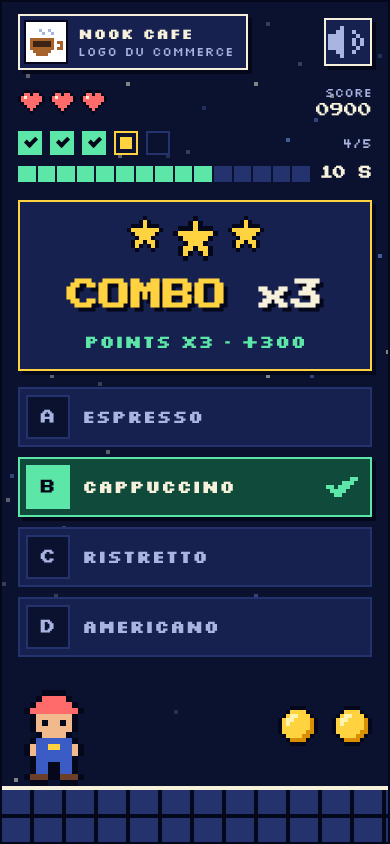 NOOK CAFE
LOGO DU COMMERCE
SCORE
0900
4/5
10 S
COMBO x3
POINTS X3 · +300
A ESPRESSO
B CAPPUCCINO
C RISTRETTO
D AMERICANO